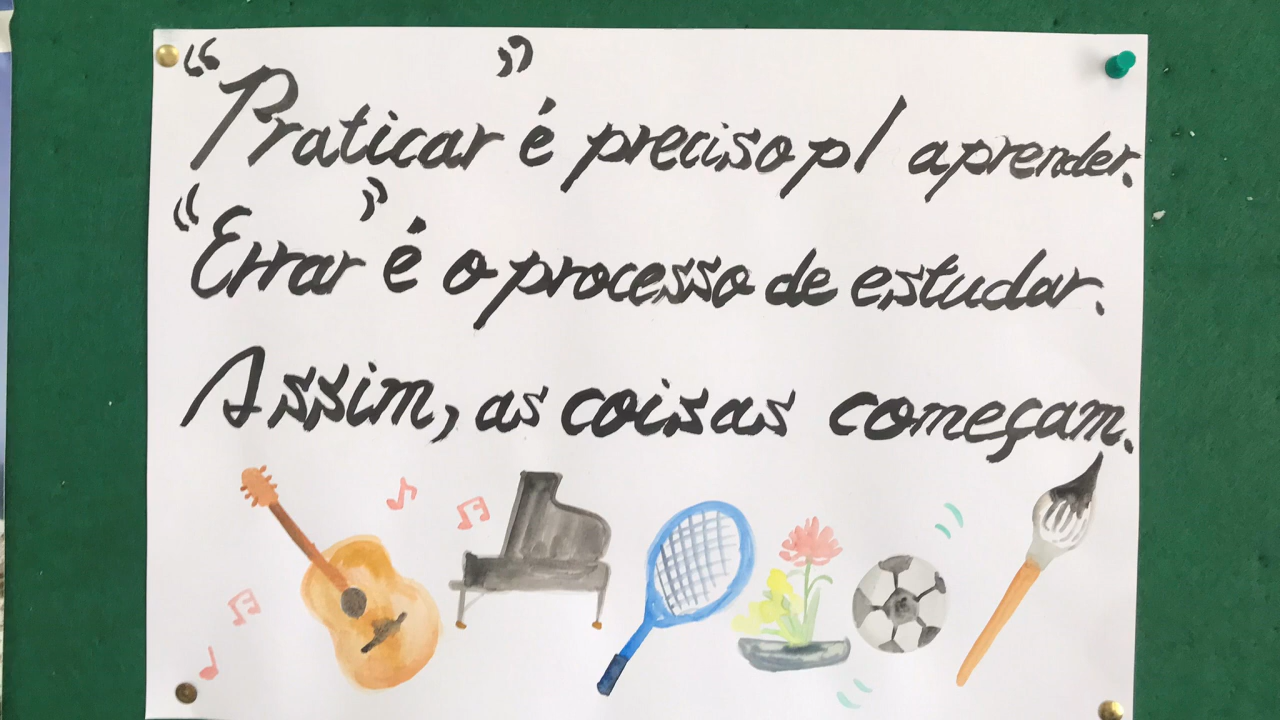 "Praticar" é preciso p/ aprender.
"Errar" é o processo de estudar.
Assim, as coisas começam.